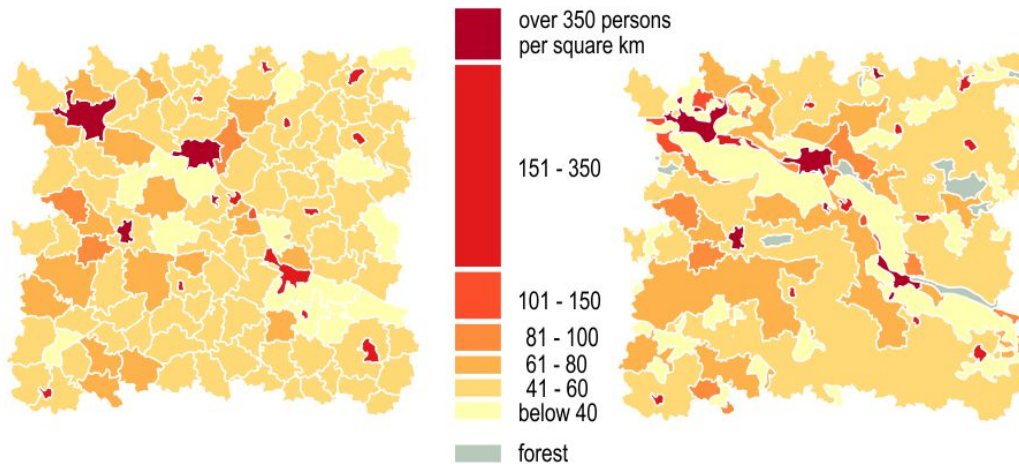 over 350 persons
per square km
151 - 350
101 - 150
81 - 100
61 - 80
41 - 60
below 40
forest